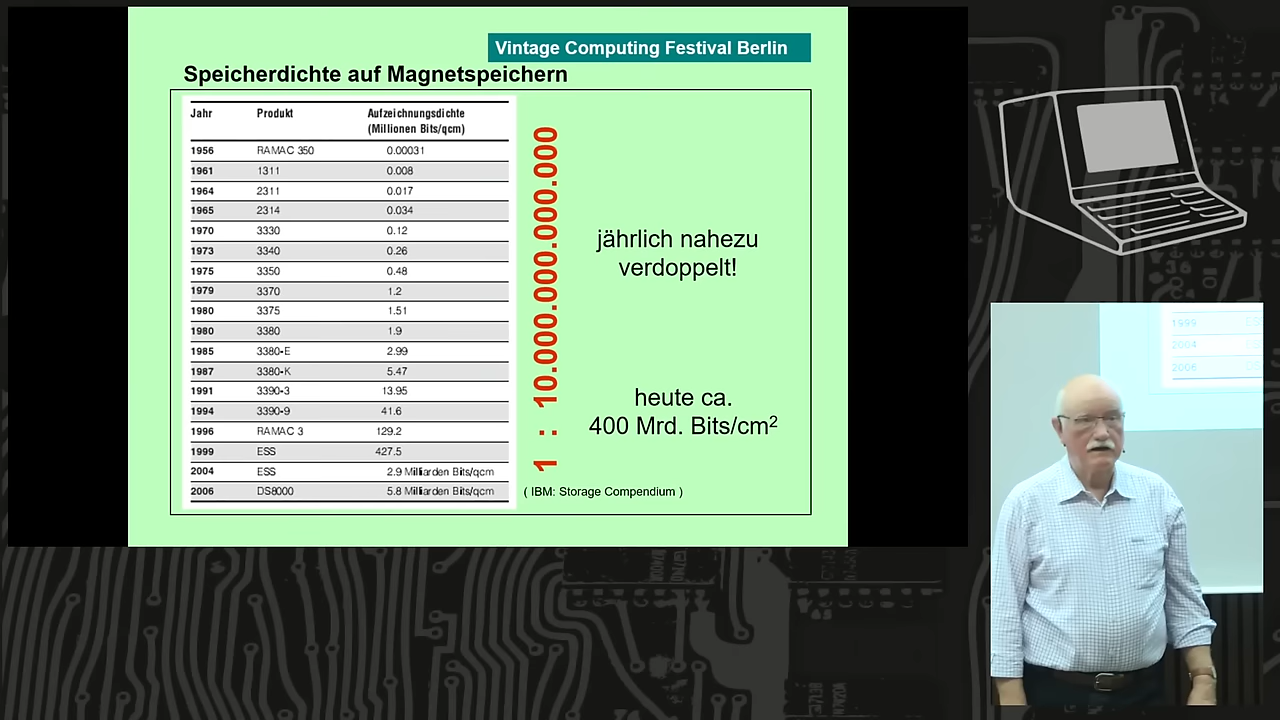 Vintage Computing Festival Berlin
Speicherdichte auf Magnetspeichern
Jahr Produkt Aufzeichnungsdichte
(Millionen Bits/qcm)
1956 RAMAC 350 0.00031
1961 1311 0.008
1964 2311 0.017
1965 2314 0.034
1970 3330 0.12
1973 3340 0.26
1975 3350 0.48
1979 3370 1.2
1980 3375 1.51
1980 3380 1.9
1985 3380-E 2.99
1987 3380-K 5.47
1991 3390-3 13.95
1994 3390-9 41.6
1996 RAMAC 3 129.2
1999 ESS 427.5
2004 ESS 2.9 Milliarden Bits/qcm
2006 DS8000 5.8 Milliarden Bits/qcm
1 : 10.000.000.000.000
jährlich nahezu
verdoppelt!
heute ca.
400 Mrd. Bits/cm²
( IBM: Storage Compendium )
1999 ESS
2004
2006